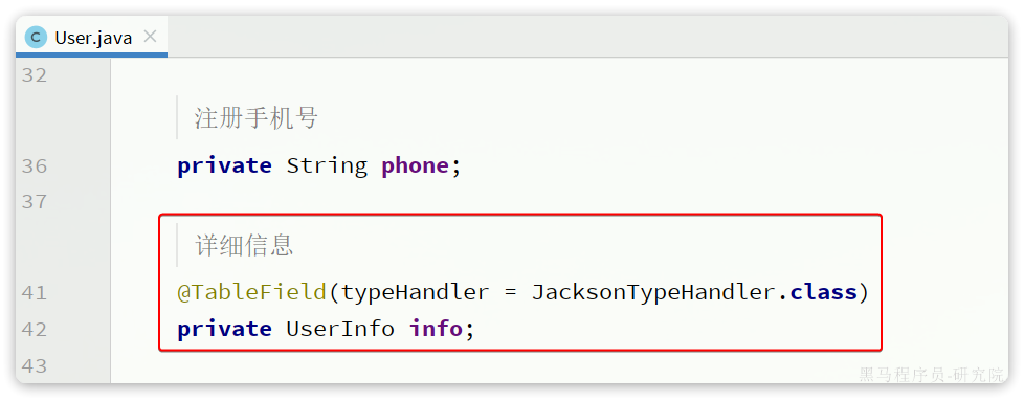 User.java
32
注册手机号
36 private String phone;
37
详细信息
41 @TableField(typeHandler = JacksonTypeHandler.class)
42 private UserInfo info;
43
黑马程序员-研究院